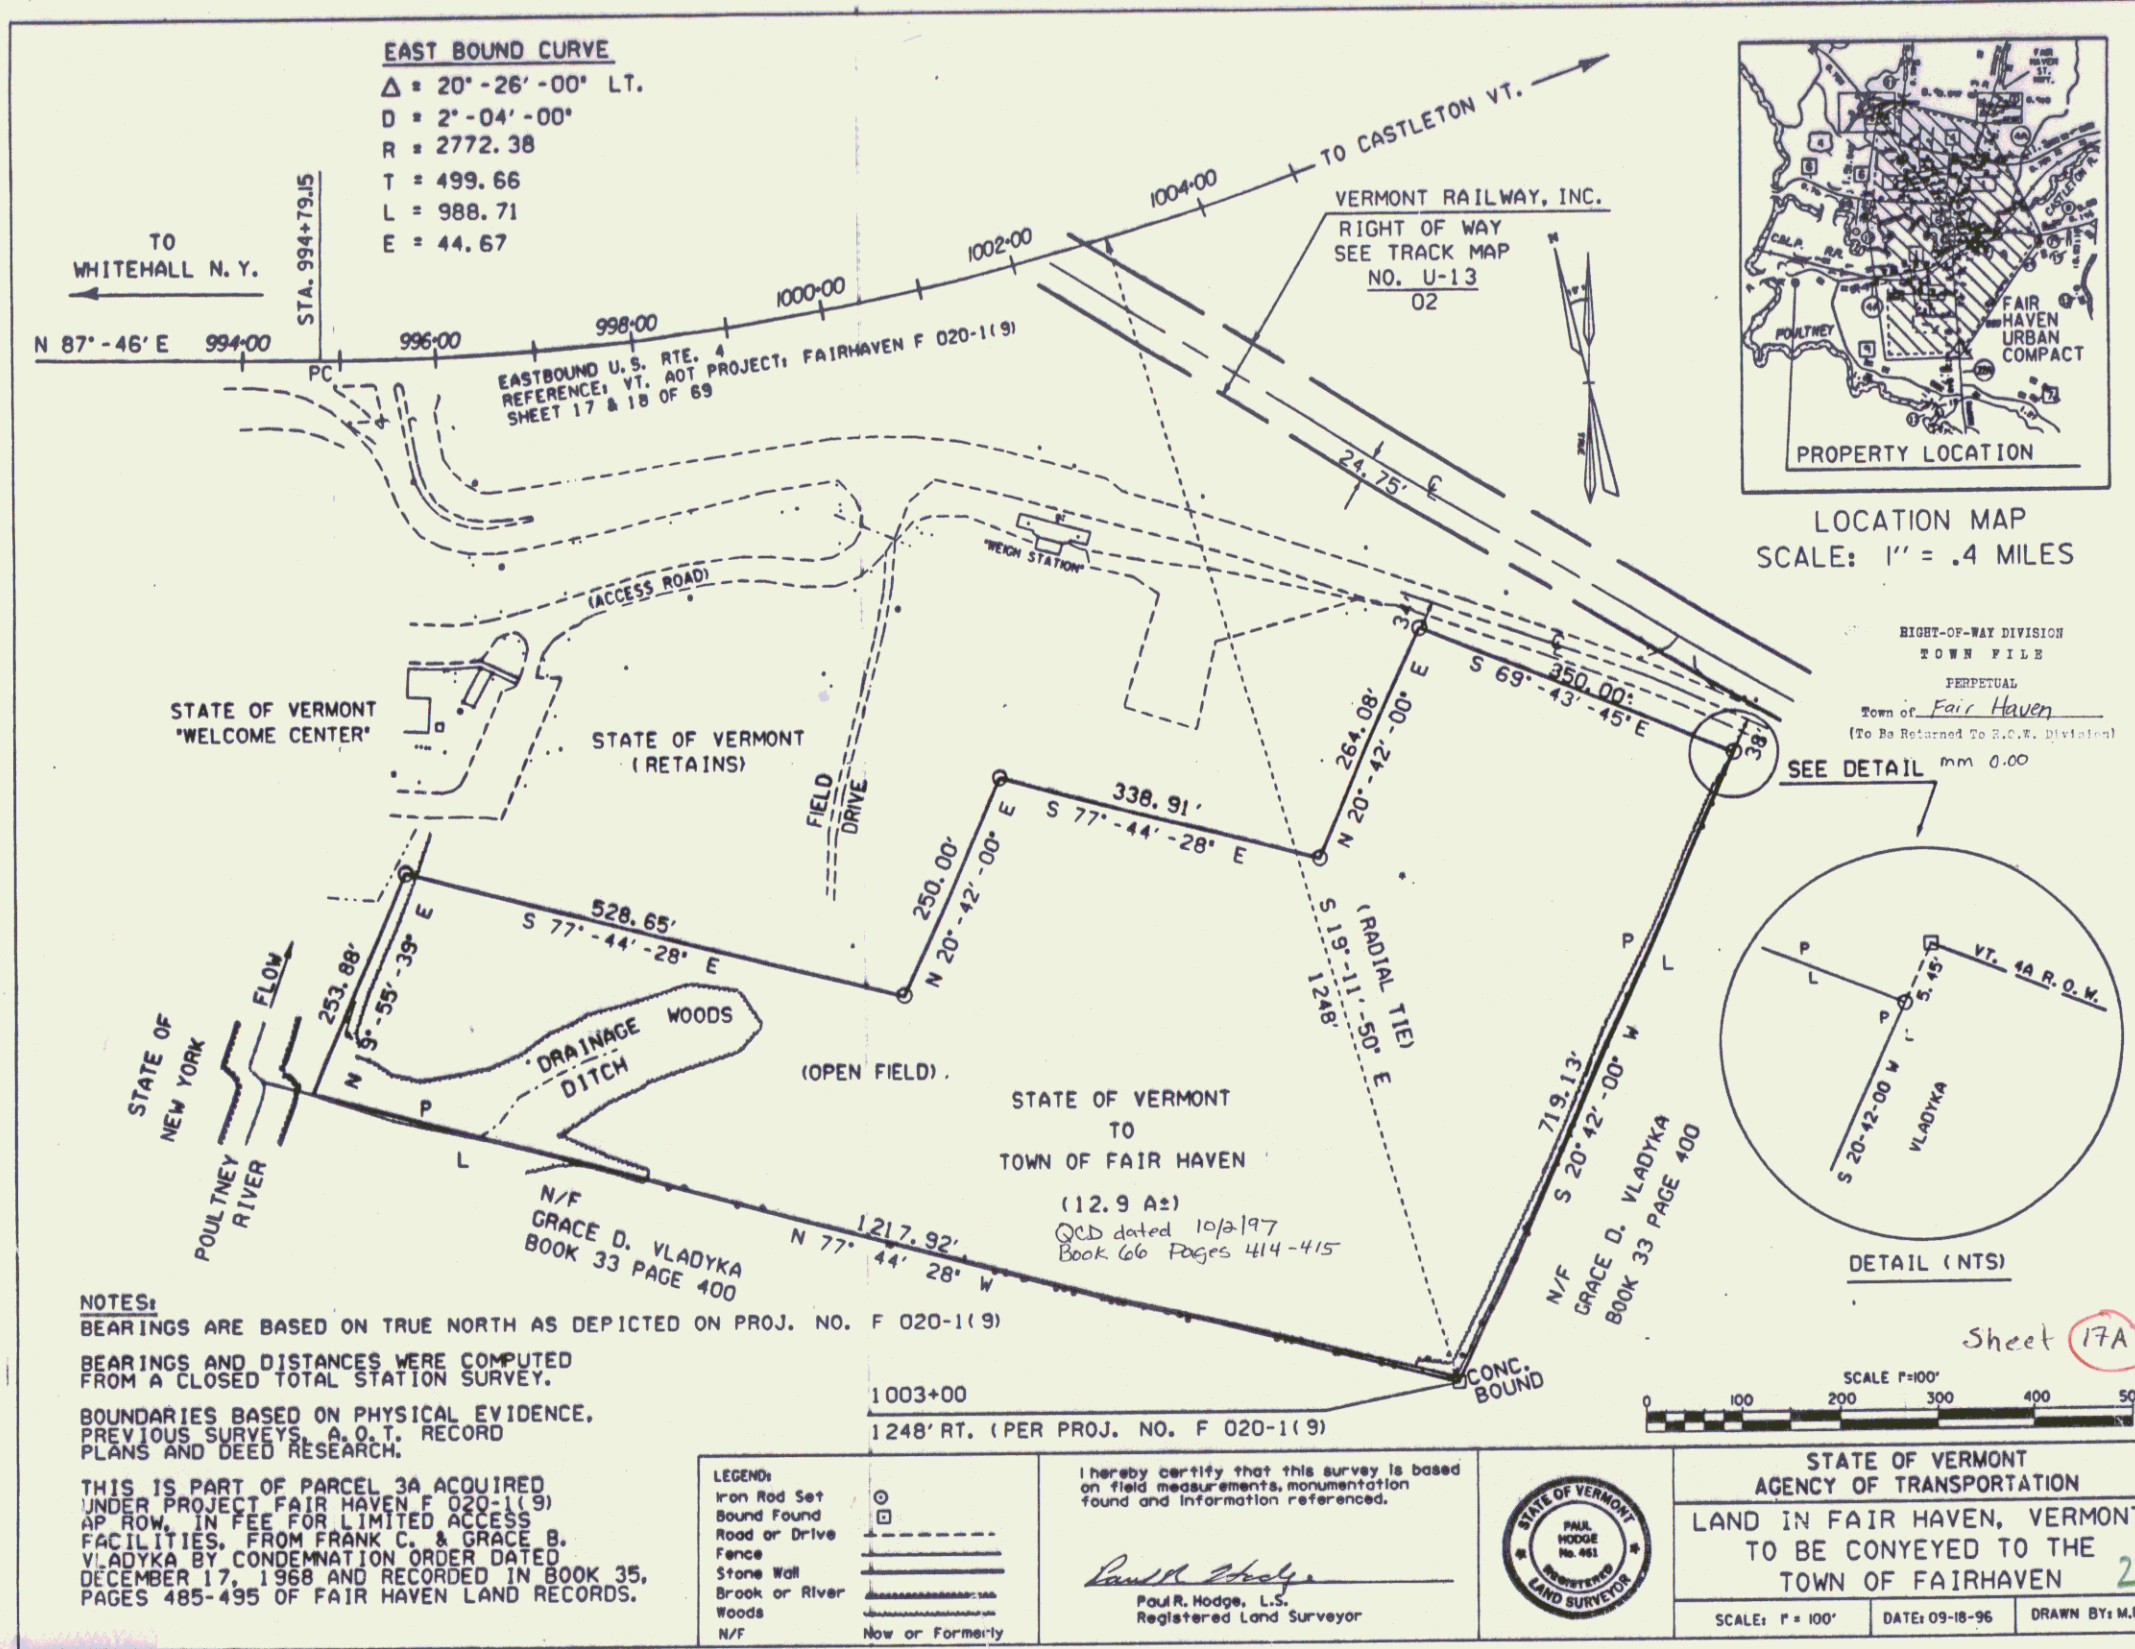 EAST BOUND CURVE
Δ = 20°-26'-00" LT.
D = 2°-04'-00"
R = 2772.38
T = 499.66
L = 988.71
E = 44.67
TO
WHITEHALL N. Y.
STA. 994+79.15
N 87°-46' E
994+00
PC
996+00
998+00
1000+00
1002+00
1004+00
TO CASTLETON VT.
EASTBOUND U.S. RTE. 4
REFERENCE: VT. AOT PROJECT: FAIRHAVEN F 020-1(9)
SHEET 17 & 18 OF 69
VERMONT RAILWAY, INC.
RIGHT OF WAY
SEE TRACK MAP
NO. U-13
02
N
TRUE
24.75'
FAIR
HAVEN
ST.
HWY.
CASTLETON
POULTNEY
FAIR
HAVEN
URBAN
COMPACT
PROPERTY LOCATION
LOCATION MAP
SCALE: 1" = .4 MILES
RIGHT-OF-WAY DIVISION
TOWN FILE
PERPETUAL
Town of Fair Haven
(To Be Returned To R.O.W. Division)
mm 0.00
SEE DETAIL
"WEIGH STATION"
(ACCESS ROAD)
STATE OF VERMONT
"WELCOME CENTER"
STATE OF VERMONT
(RETAINS)
FIELD
DRIVE
34'
S 69°-43'-45" E
350.00'
38'
264.08'
N 20°-42'-00" E
338.91'
S 77°-44'-28" E
250.00'
N 20°-42'-00" E
528.65'
S 77°-44'-28" E
253.88'
N 19°-55'-39" E
FLOW
STATE OF
NEW YORK
POULTNEY
RIVER
DRAINAGE
DITCH
WOODS
(OPEN FIELD).
P
L
N/F
GRACE D. VLADYKA
BOOK 33 PAGE 400
1217.92'
N 77° 44' 28" W
STATE OF VERMONT
TO
TOWN OF FAIR HAVEN
(12.9 A±)
QCD dated 10/2/97
Book 66 Pages 414-415
(RADIAL TIE)
S 19°-11'-50" E
1248'
P
L
719.13'
S 20°-42'-00" W
N/F
GRACE D. VLADYKA
BOOK 33 PAGE 400
P
L
5.45'
VT. 4A R.O.W.
P
L
S 20-42-00 W
VLADYKA
DETAIL (NTS)
CONC.
BOUND
1003+00
1248' RT. (PER PROJ. NO. F 020-1(9)
NOTES:
BEARINGS ARE BASED ON TRUE NORTH AS DEPICTED ON PROJ. NO. F 020-1(9)
BEARINGS AND DISTANCES WERE COMPUTED
FROM A CLOSED TOTAL STATION SURVEY.
BOUNDARIES BASED ON PHYSICAL EVIDENCE,
PREVIOUS SURVEYS, A.O.T. RECORD
PLANS AND DEED RESEARCH.
THIS IS PART OF PARCEL 3A ACQUIRED
UNDER PROJECT FAIR HAVEN F 020-1(9)
AP ROW, IN FEE FOR LIMITED ACCESS
FACILITIES, FROM FRANK C. & GRACE B.
VLADYKA BY CONDEMNATION ORDER DATED
DECEMBER 17, 1968 AND RECORDED IN BOOK 35,
PAGES 485-495 OF FAIR HAVEN LAND RECORDS.
LEGEND:
Iron Rod Set
Bound Found
Road or Drive
Fence
Stone Wall
Brook or River
Woods
N/F Now or Formerly
I hereby certify that this survey is based
on field measurements, monumentation
found and information referenced.
Paul R Hodge
Paul R. Hodge, L.S.
Registered Land Surveyor
STATE OF VERMONT
PAUL
HODGE
No. 461
REGISTERED
LAND SURVEYOR
Sheet 17A
SCALE 1"=100'
0 100 200 300 400
STATE OF VERMONT
AGENCY OF TRANSPORTATION
LAND IN FAIR HAVEN, VERMONT
TO BE CONYEYED TO THE
TOWN OF FAIRHAVEN
2
SCALE: 1" = 100'
DATE: 09-18-96
DRAWN BY: